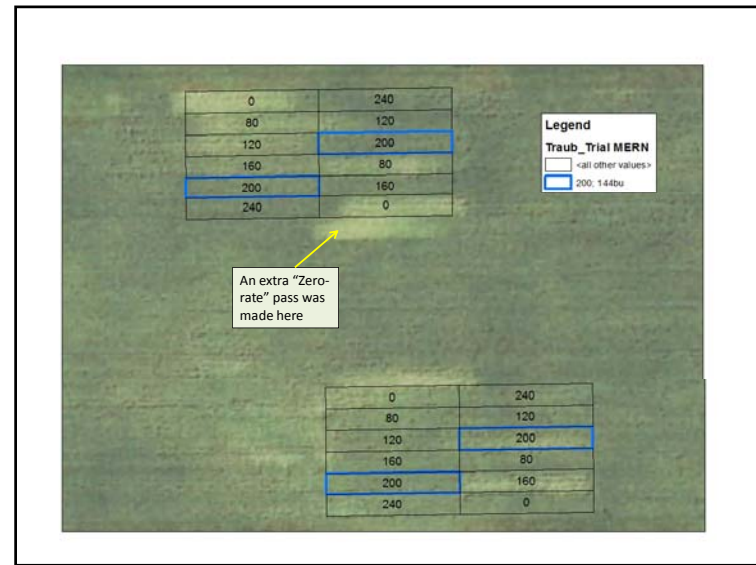 0 240
80 120
120 200
160 80
200 160
240 0
Legend
Traub_Trial MERN
<all other values>
200; 144bu
An extra “Zero-
rate” pass was
made here
0 240
80 120
120 200
160 80
200 160
240 0